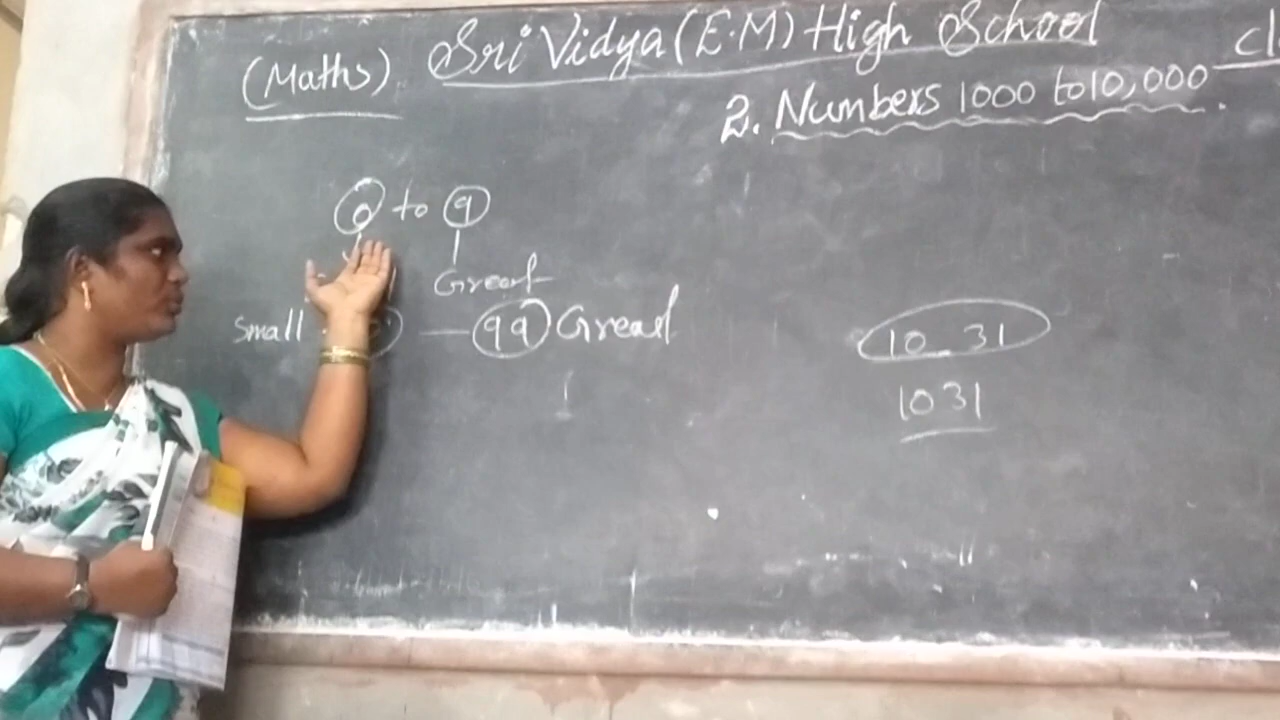 (Maths) Sri Vidya (E.M) High School cl
2. Numbers 1000 to 10,000.
0 to 9
Great
Small — 99 Great
10 31
1031